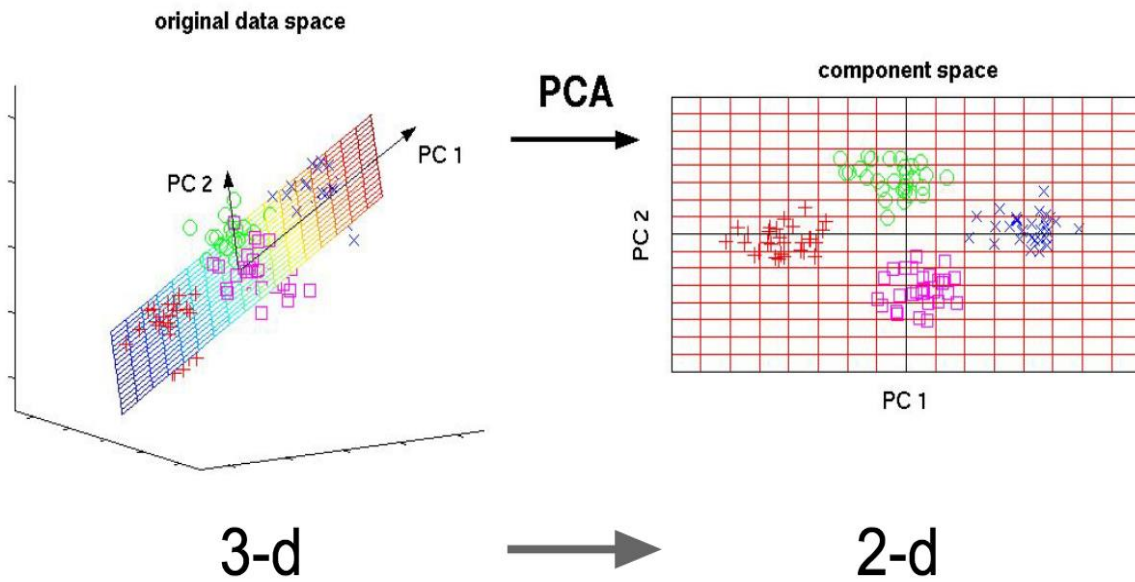 original data space
PCA
component space
PC 1
PC 2
PC 2
PC 1
3-d
2-d